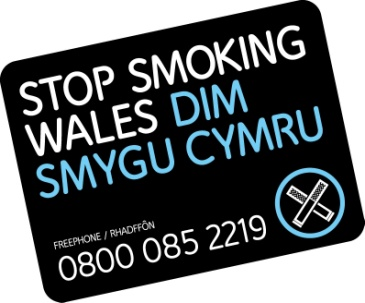 STOP SMOKING
WALES DIM
SMYGU CYMRU
FREEPHONE / RHADFFÔN
0800 085 2219